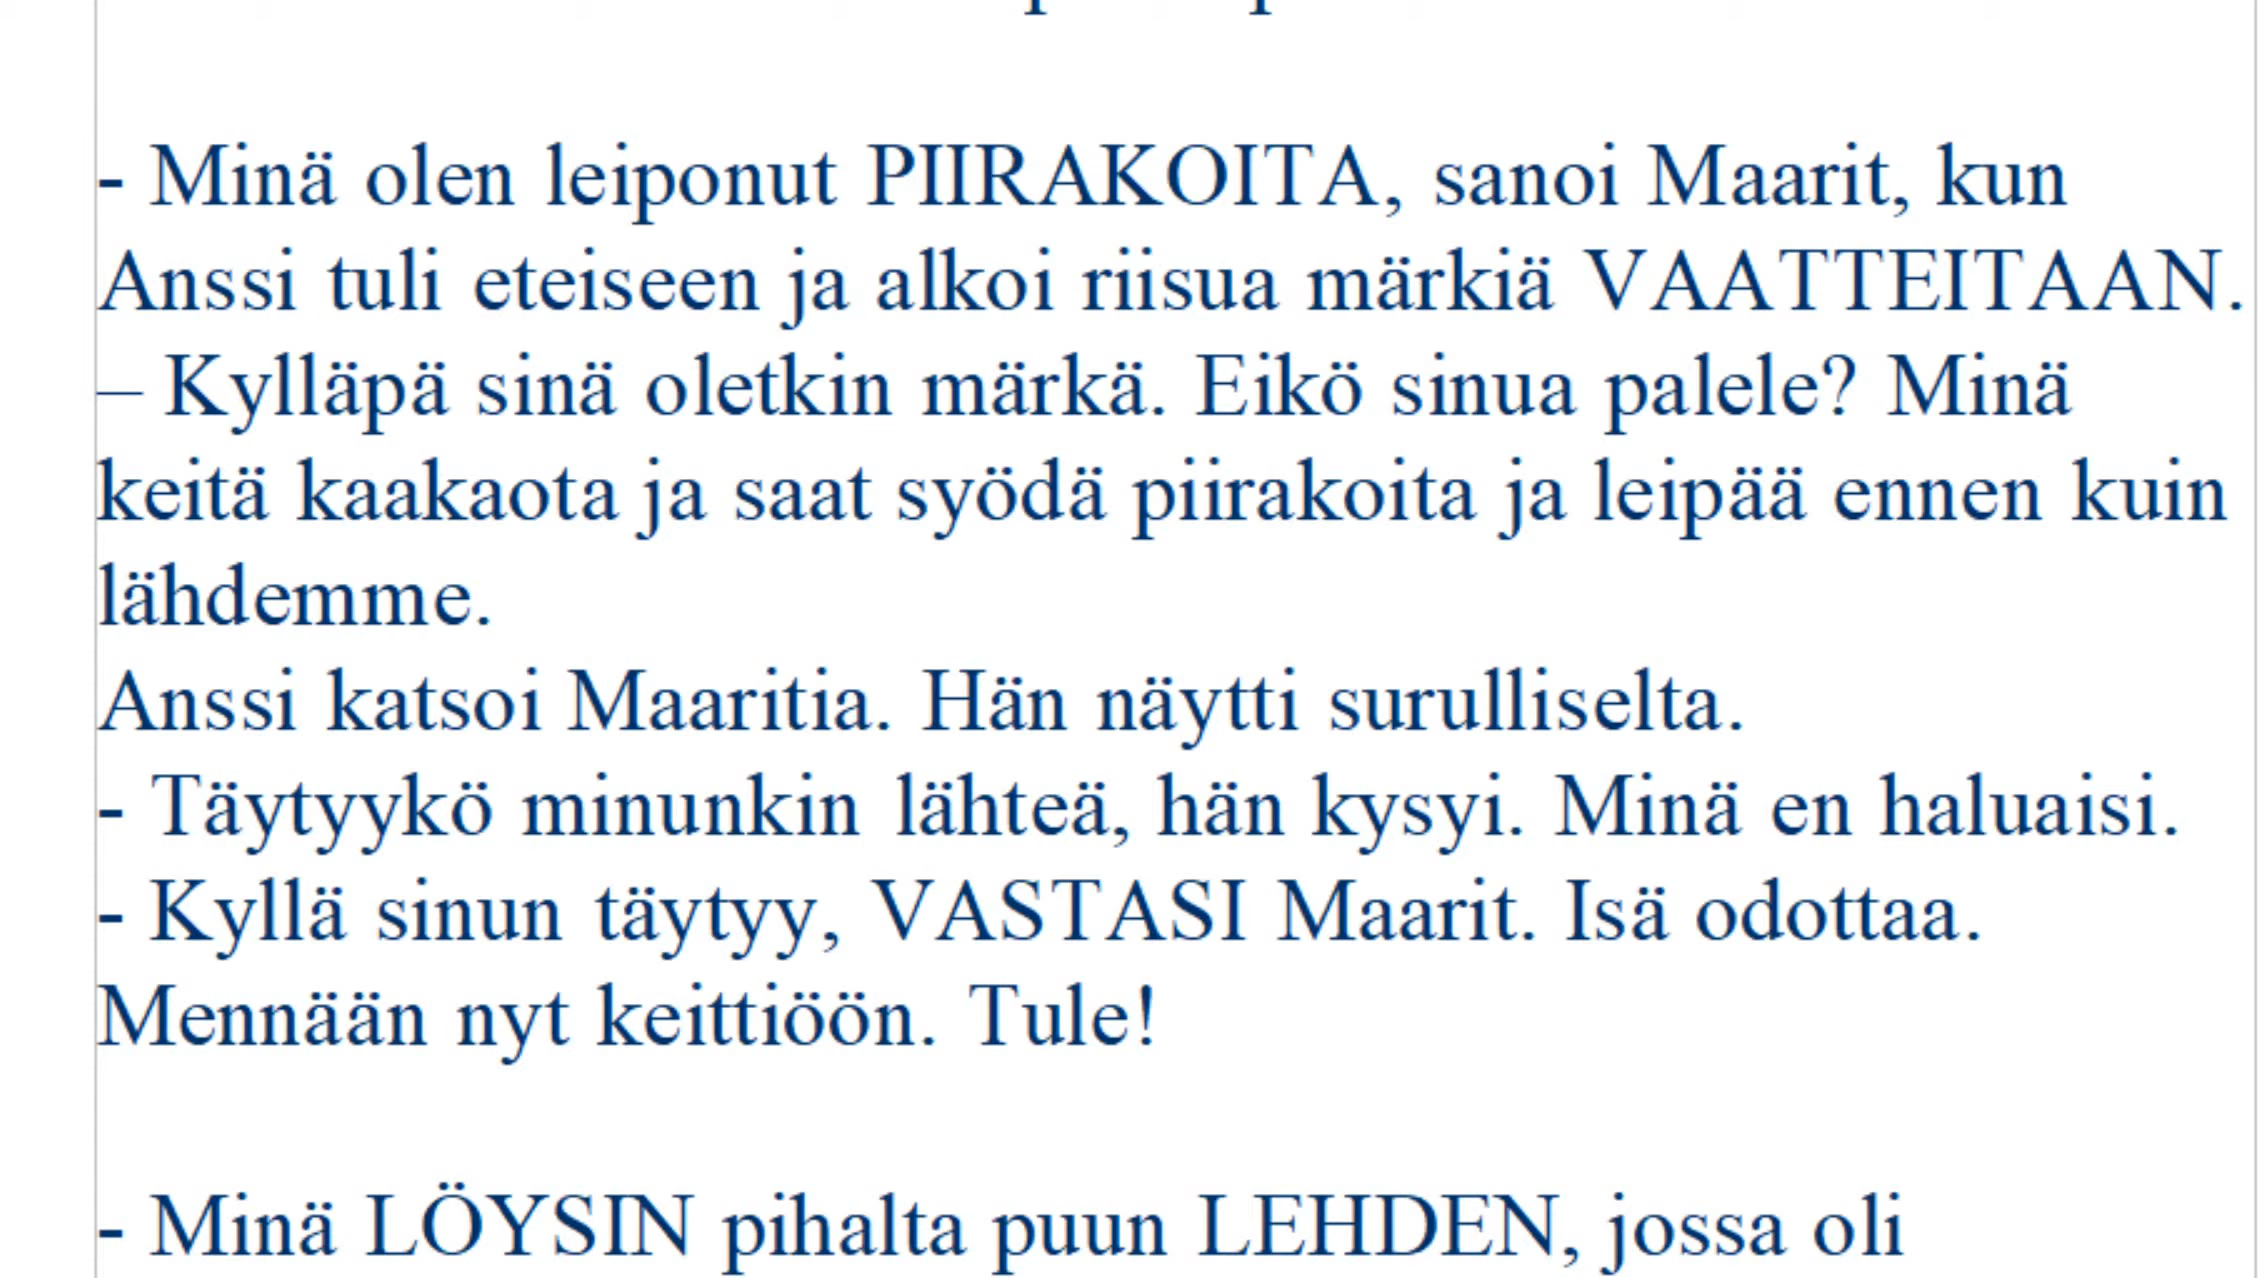 - Minä olen leiponut PIIRAKOITA, sanoi Maarit, kun
Anssi tuli eteiseen ja alkoi riisua märkiä VAATTEITAAN.
– Kylläpä sinä oletkin märkä. Eikö sinua palele? Minä
keitä kaakaota ja saat syödä piirakoita ja leipää ennen kuin
lähdemme.
Anssi katsoi Maaritia. Hän näytti surulliselta.
- Täytyykö minunkin lähteä, hän kysyi. Minä en haluaisi.
- Kyllä sinun täytyy, VASTASI Maarit. Isä odottaa.
Mennään nyt keittiöön. Tule!
- Minä LÖYSIN pihalta puun LEHDEN, jossa oli